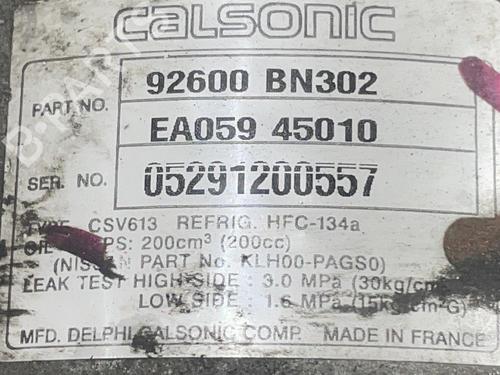 calsonic
PART NO. 92600 BN302
EA059 45010
SER. NO. 05291200557
TYPE CSV613 REFRIG. HFC-134a
OIL PS: 200cm³ (200cc)
(NISSAN PART No. KLH00-PAGS0)
LEAK TEST HIGH SIDE : 3.0 MPa (30kg/cm
LOW SIDE : 1.6 MPa (15kg/cm²G)
MFD. DELPHI CALSONIC COMP. MADE IN FRANCE
B-PARTS